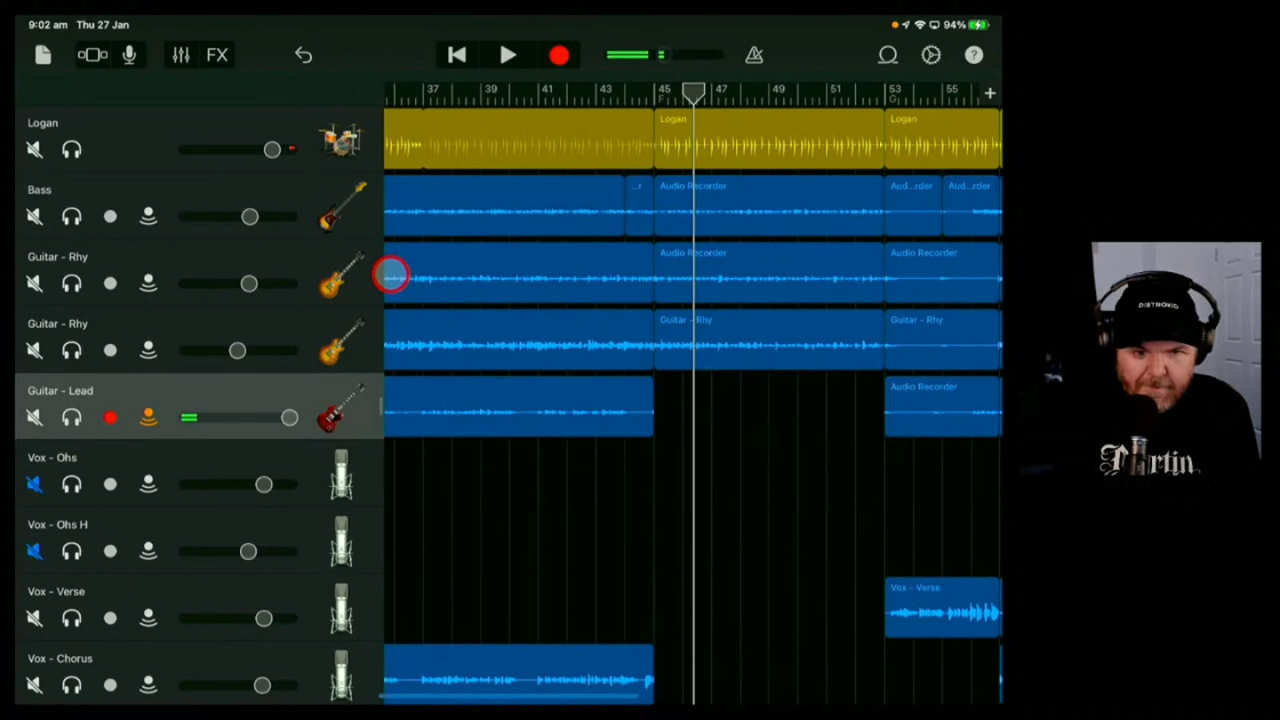 9:02 am Thu 27 Jan
94%
FX
?
37 39 41 43 45 47 49 51 53 55 +
F G
Logan
Logan
Logan
Bass
...r
Audio Recorder
Aud...rder
Aud...rder
Guitar - Rhy
Audio Recorder
Audio Recorder
Guitar - Rhy
Guitar - Rhy
Guitar - Rhy
Guitar - Lead
Audio Recorder
Vox - Ohs
Vox - Ohs H
Vox - Verse
Vox - Verse
Vox - Chorus
DISTROKID
Martin